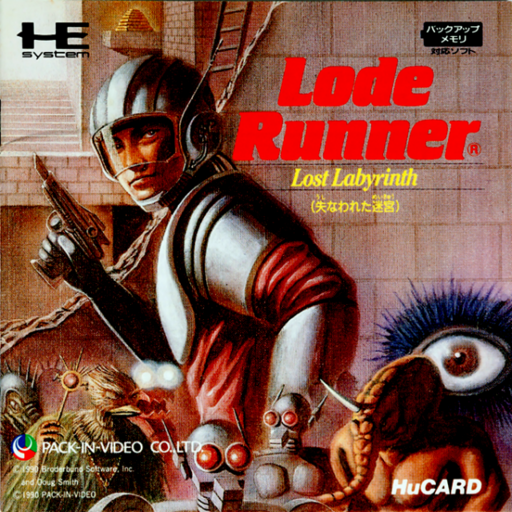 HE
system
バックアップ
メモリ
対応ソフト
Lode
Runner®
Lost Labyrinth
(失なわれた迷宮)
PACK-IN-VIDEO CO.,LTD.
© 1990 Broderbund Software, Inc.
and Doug Smith
© 1990 PACK-IN-VIDEO
HuCARD